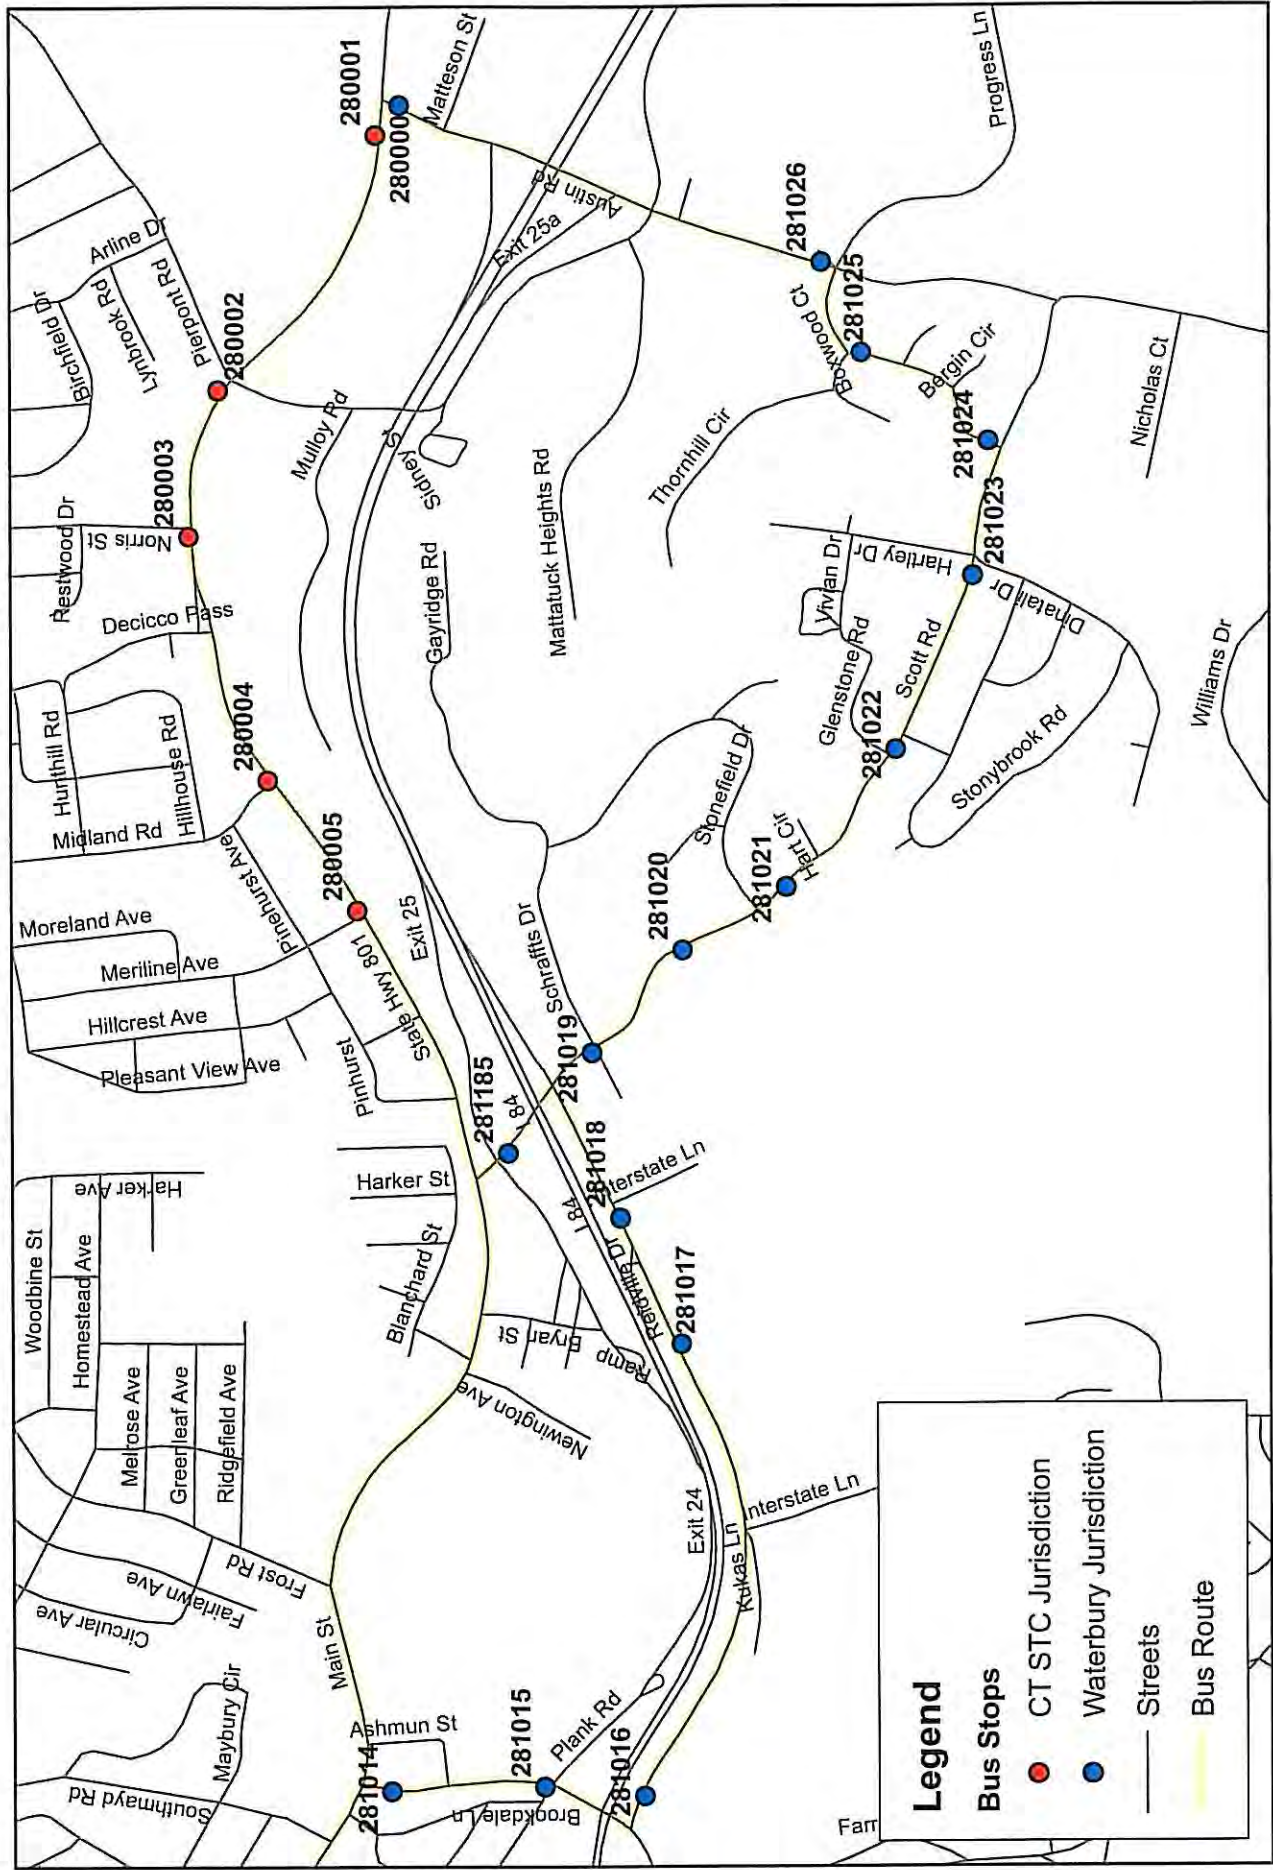 Woodbine St
Homestead Ave
Melrose Ave
Greenleaf Ave
Ridgefield Ave
Harker Ave
Circular Ave
Fairlawn Ave
Frost Rd
Maybury Cir
Southmayd Rd
Main St
Ashmun St
281014
281015
281016
Brookdale Ln
Plank Rd
Moreland Ave
Meriline Ave
Hillcrest Ave
Pleasant View Ave
Pinhurst
Pinehurst Ave
State Hwy 801
Harker St
Blanchard St
Newington Ave
Bryan St
Ramp
Exit 24
Kukas Ln
Interstate Ln
Reidville Dr
281017
281018
Interstate Ln
I 84
I 84
281185
281019
Schraffts Dr
Exit 25
Midland Rd
Hunthill Rd
Hillhouse Rd
280005
280004
Decicco Pass
Restwood Dr
Norris St
280003
280002
Birchfield Dr
Lynbrook Rd
Arline Dr
Pierpont Rd
Mulloy Rd
Sidney St
Gayridge Rd
Mattatuck Heights Rd
280001
280000
Matteson St
Austin Rd
Exit 25a
Progress Ln
281026
281025
Boxwood Ct
Thornhill Cir
Bergin Cir
281024
Nicholas Ct
281023
Hartley Dr
Vivian Dr
Glenstone Rd
Scott Rd
Dinatali Dr
281022
Stonybrook Rd
Williams Dr
Stonefield Dr
Hart Cir
281021
281020
Farr
Legend
Bus Stops
CT STC Jurisdiction
Waterbury Jurisdiction
Streets
Bus Route